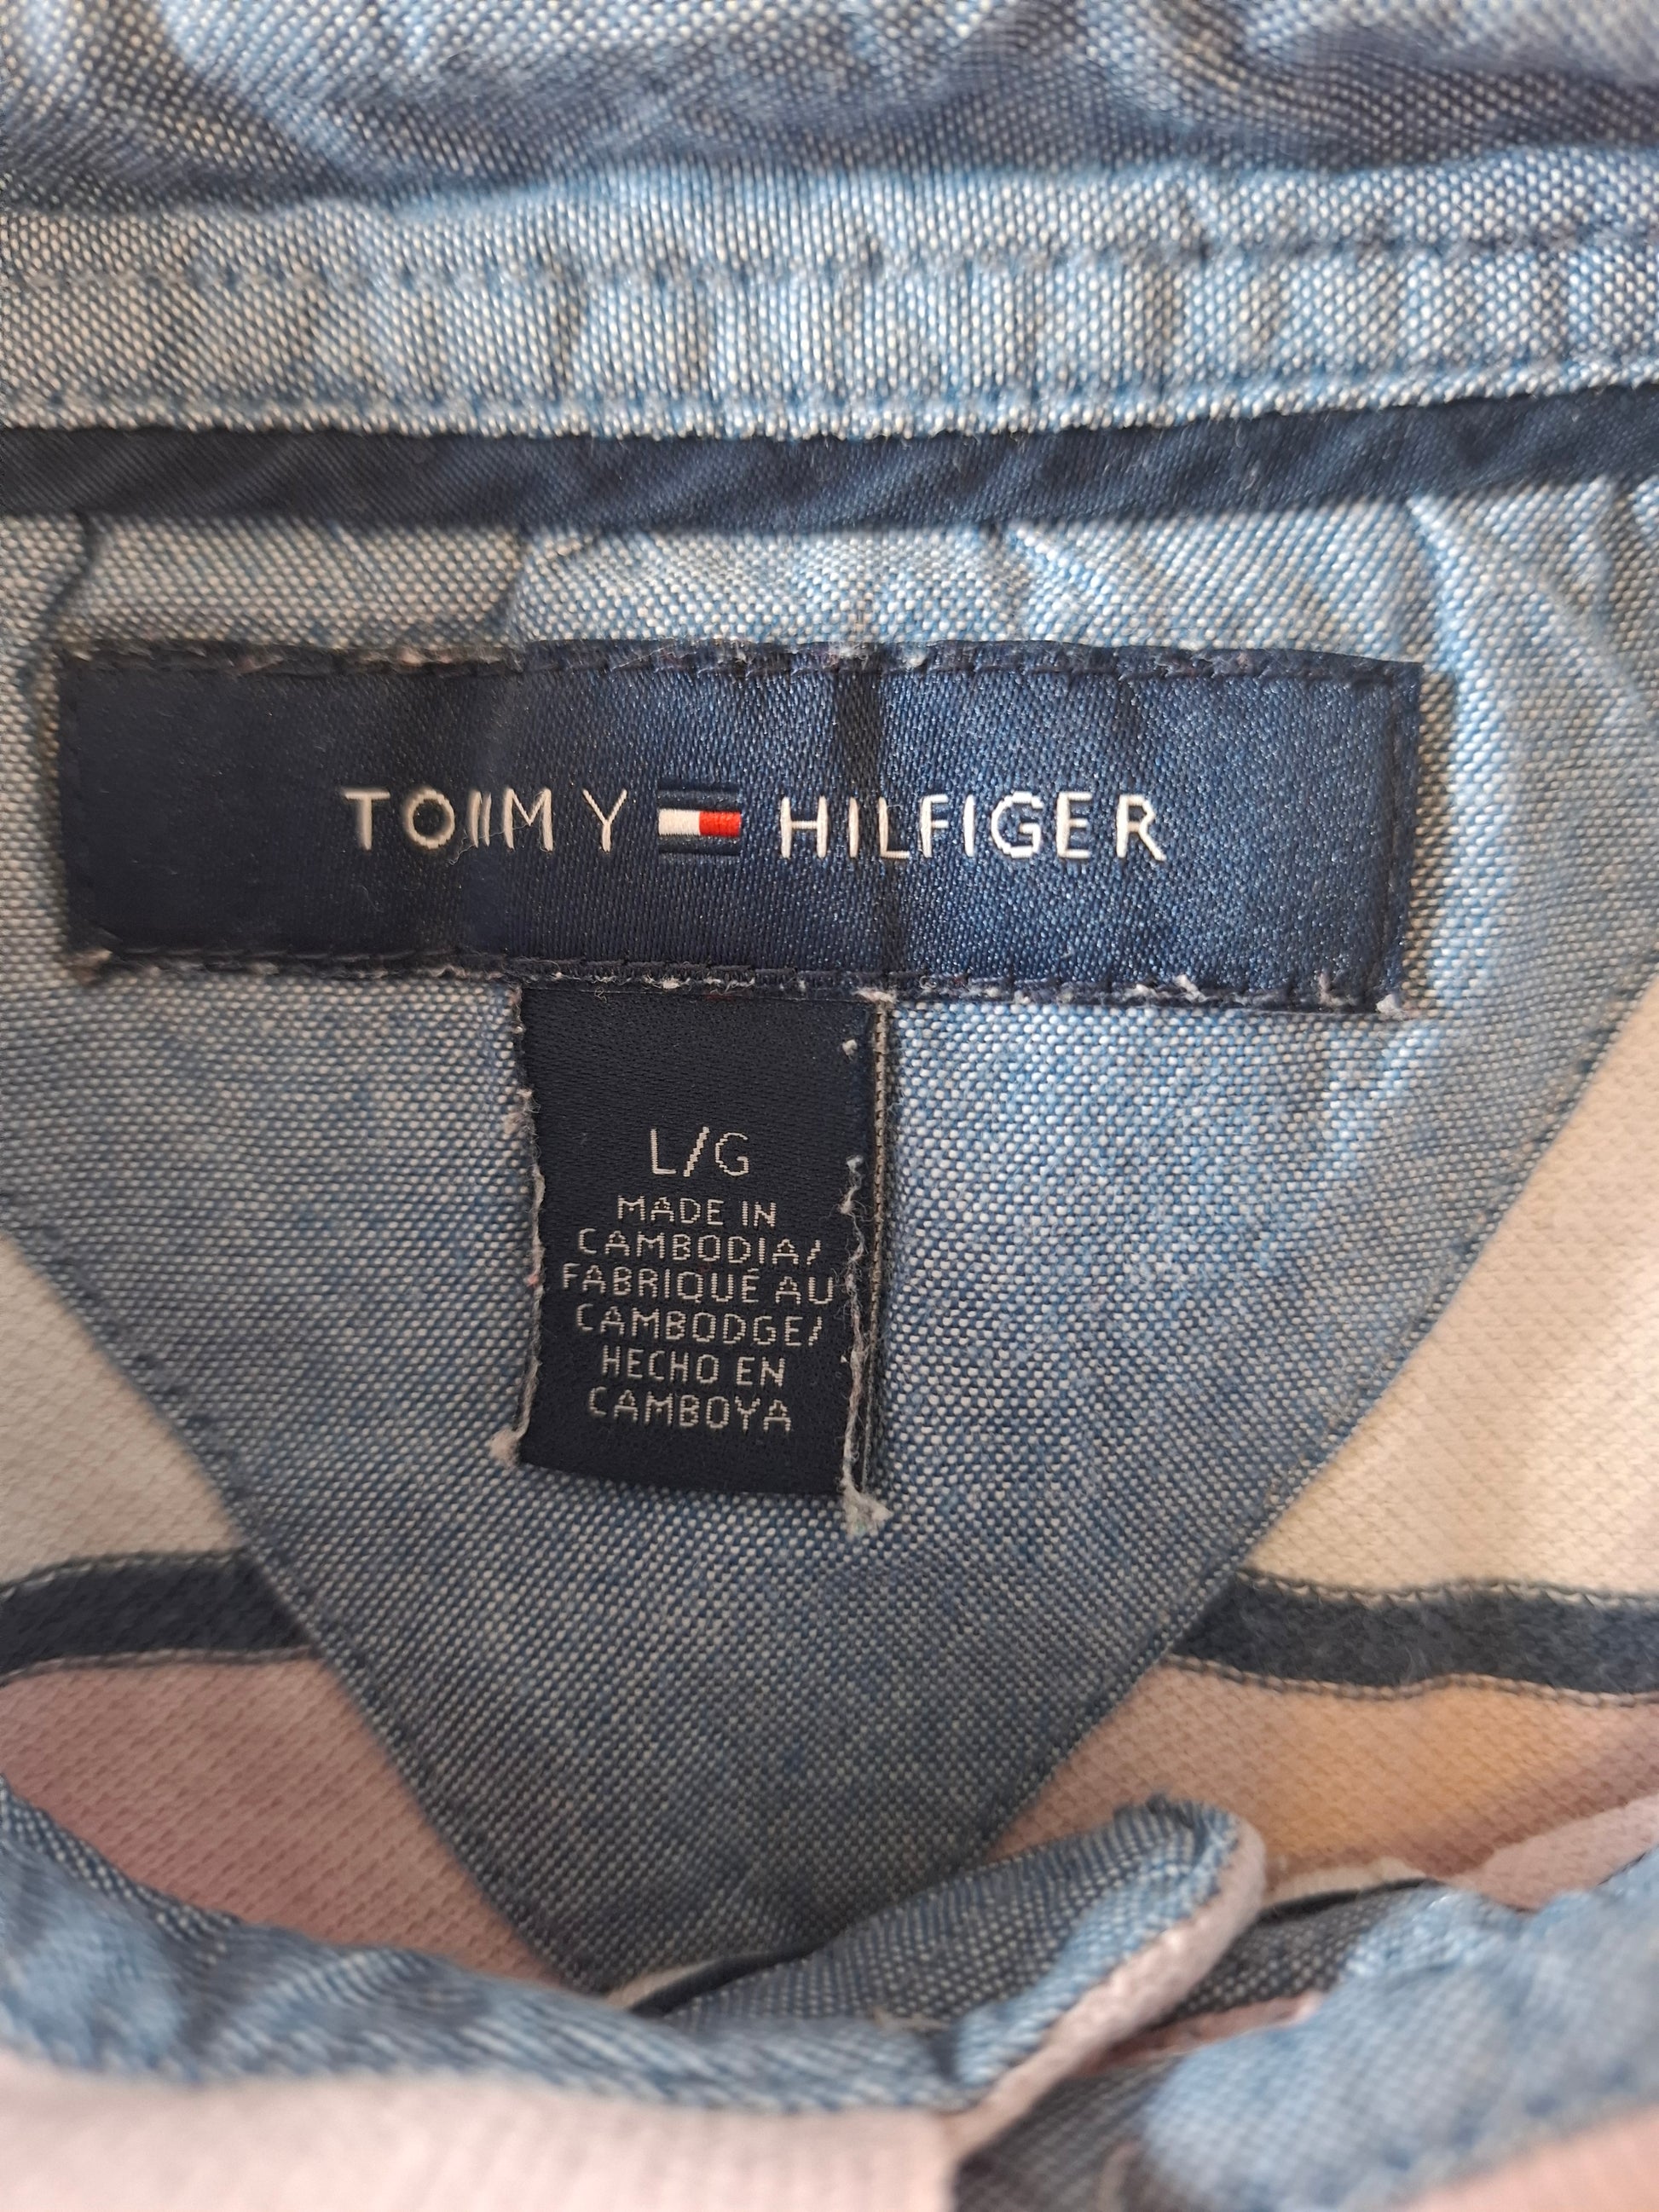 TOMMY HILFIGER
L/G
MADE IN
CAMBODIA/
FABRIQUÉ AU
CAMBODGE/
HECHO EN
CAMBOYA